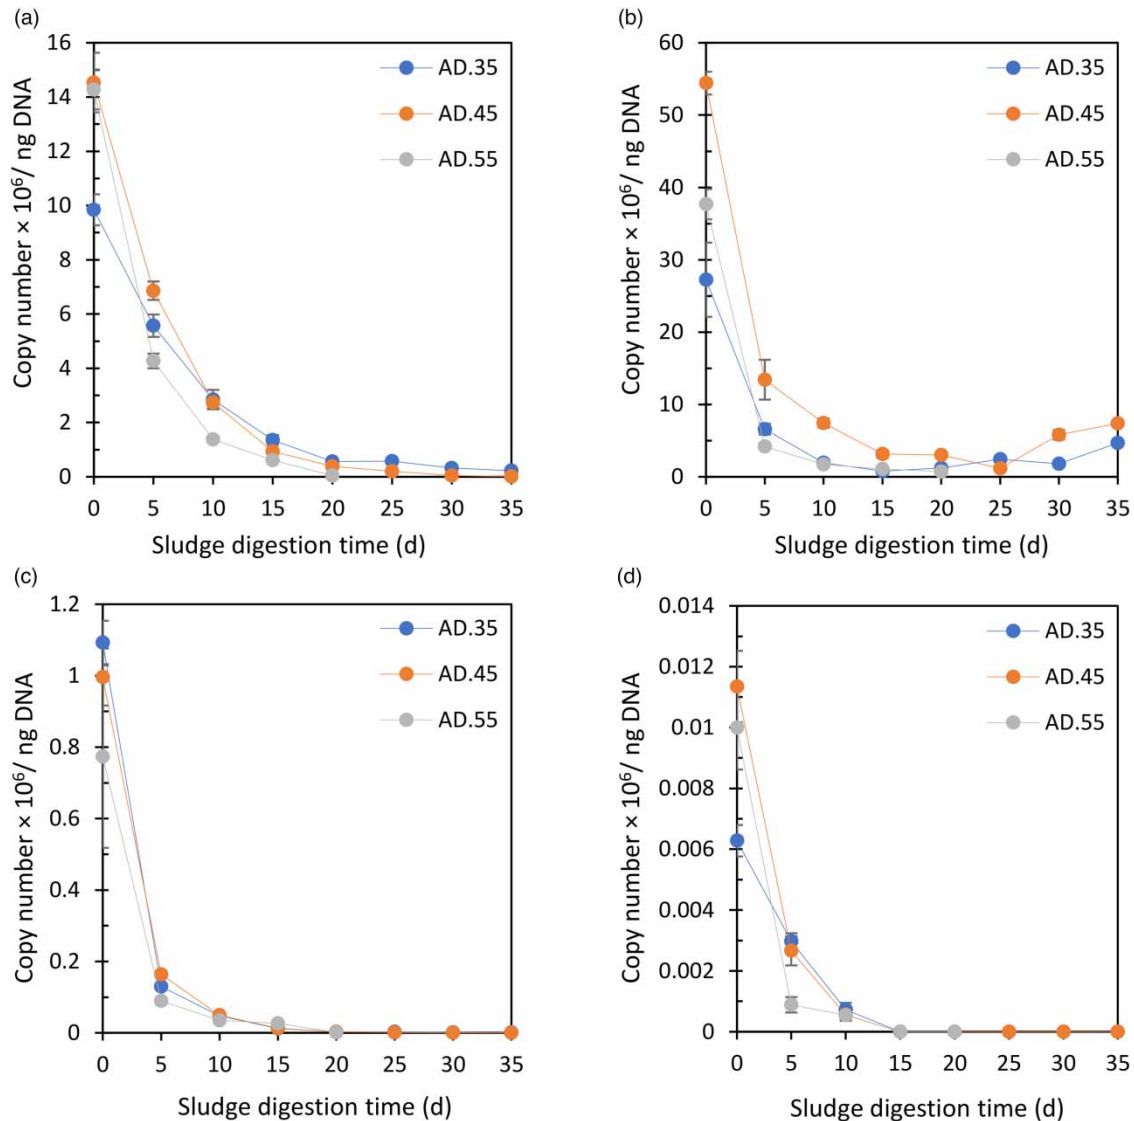 (a)
16
14
12
10
8
6
4
2
0
Copy number × 10⁶/ ng DNA
AD.35
AD.45
AD.55
0 5 10 15 20 25 30 35
Sludge digestion time (d)
(b)
60
50
40
30
20
10
0
Copy number × 10⁶/ ng DNA
AD.35
AD.45
AD.55
0 5 10 15 20 25 30 35
Sludge digestion time (d)
(c)
1.2
1
0.8
0.6
0.4
0.2
0
Copy number × 10⁶/ ng DNA
AD.35
AD.45
AD.55
0 5 10 15 20 25 30 35
Sludge digestion time (d)
(d)
0.014
0.012
0.01
0.008
0.006
0.004
0.002
0
Copy number × 10⁶/ ng DNA
AD.35
AD.45
AD.55
0 5 10 15 20 25 30 35
Sludge digestion time (d)